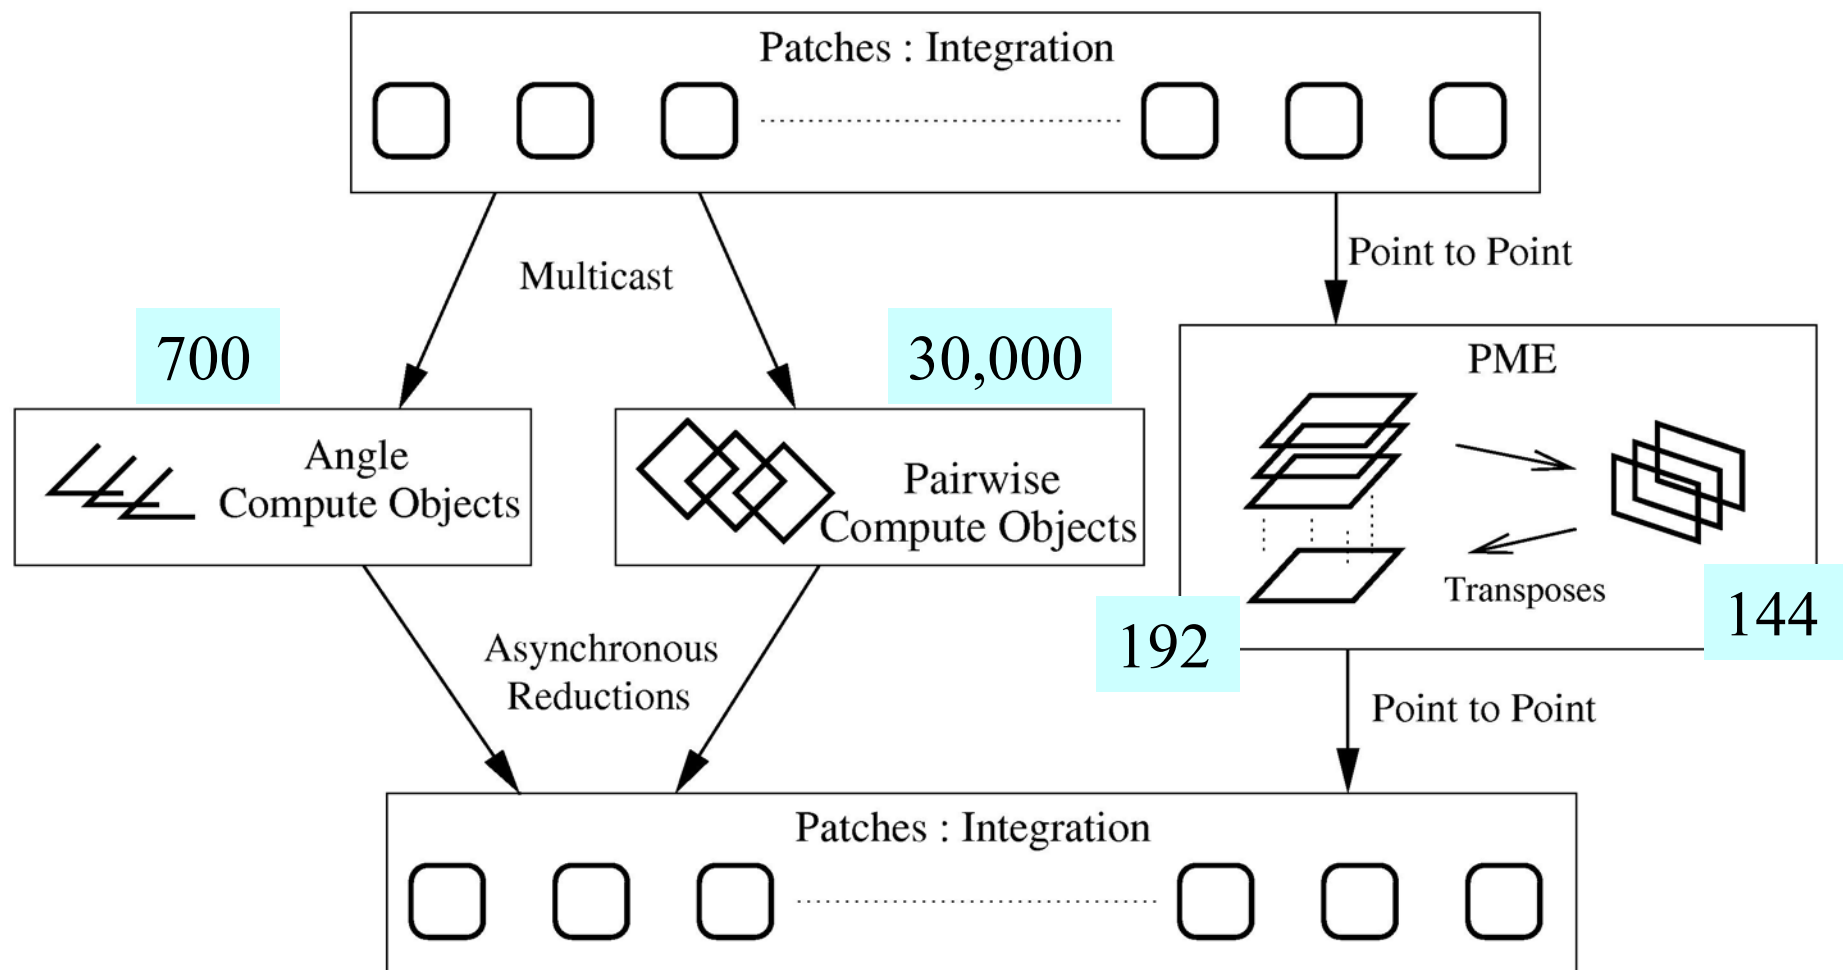 Patches : Integration
Multicast
Point to Point
700
30,000
PME
Angle
Compute Objects
Pairwise
Compute Objects
Transposes
192
144
Asynchronous
Reductions
Point to Point
Patches : Integration